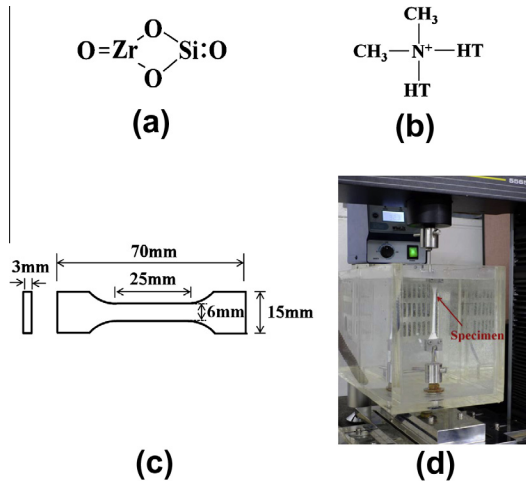 O=Zr O O Si:O
(a)
CH₃
CH₃—N⁺—HT
HT
(b)
70mm
3mm
25mm
6mm
15mm
(c)
Specimen
(d)